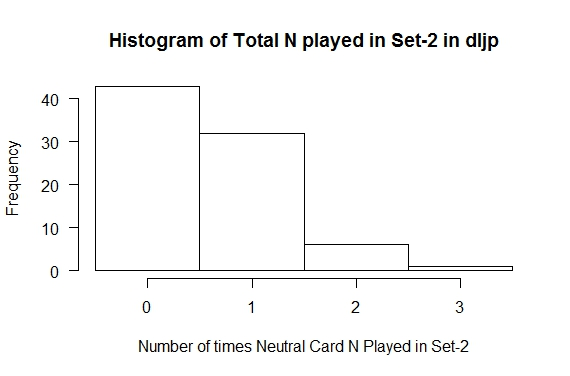 Histogram of Total N played in Set-2 in dljp
Frequency
40
30
20
10
0
0 1 2 3
Number of times Neutral Card N Played in Set-2